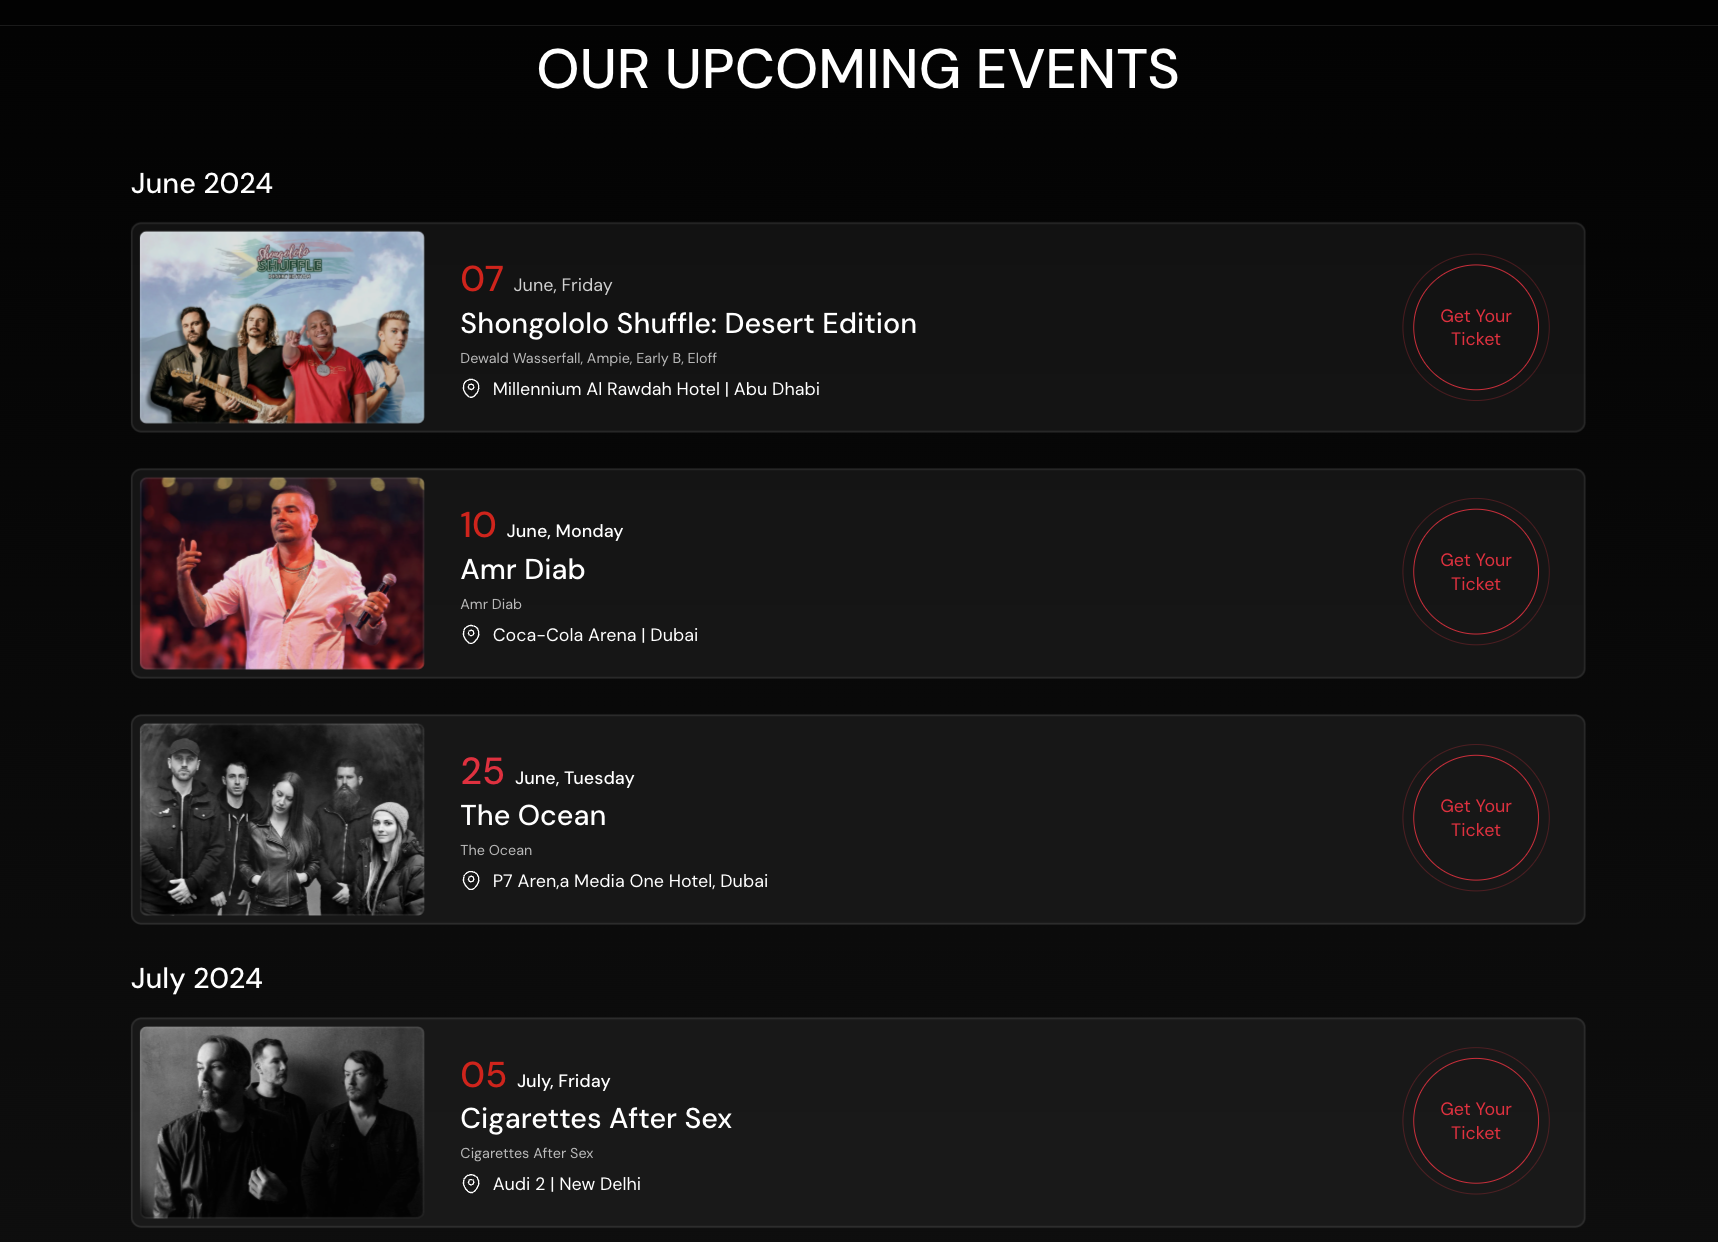 OUR UPCOMING EVENTS
June 2024
Shongololo
SHUFFLE
07 June, Friday
Shongololo Shuffle: Desert Edition
Dewald Wasserfall, Ampie, Early B, Eloff
Millennium Al Rawdah Hotel | Abu Dhabi
Get Your
Ticket
10 June, Monday
Amr Diab
Amr Diab
Coca-Cola Arena | Dubai
Get Your
Ticket
25 June, Tuesday
The Ocean
The Ocean
P7 Aren,a Media One Hotel, Dubai
Get Your
Ticket
July 2024
05 July, Friday
Cigarettes After Sex
Cigarettes After Sex
Audi 2 | New Delhi
Get Your
Ticket